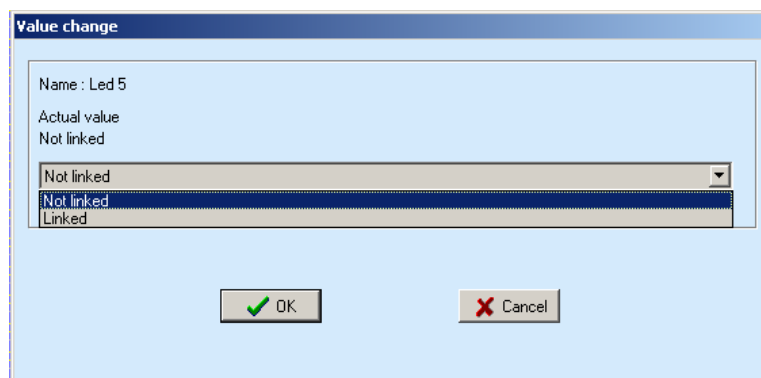 Value change
Name : Led 5
Actual value
Not linked
Not linked
Not linked
Linked
OK
Cancel